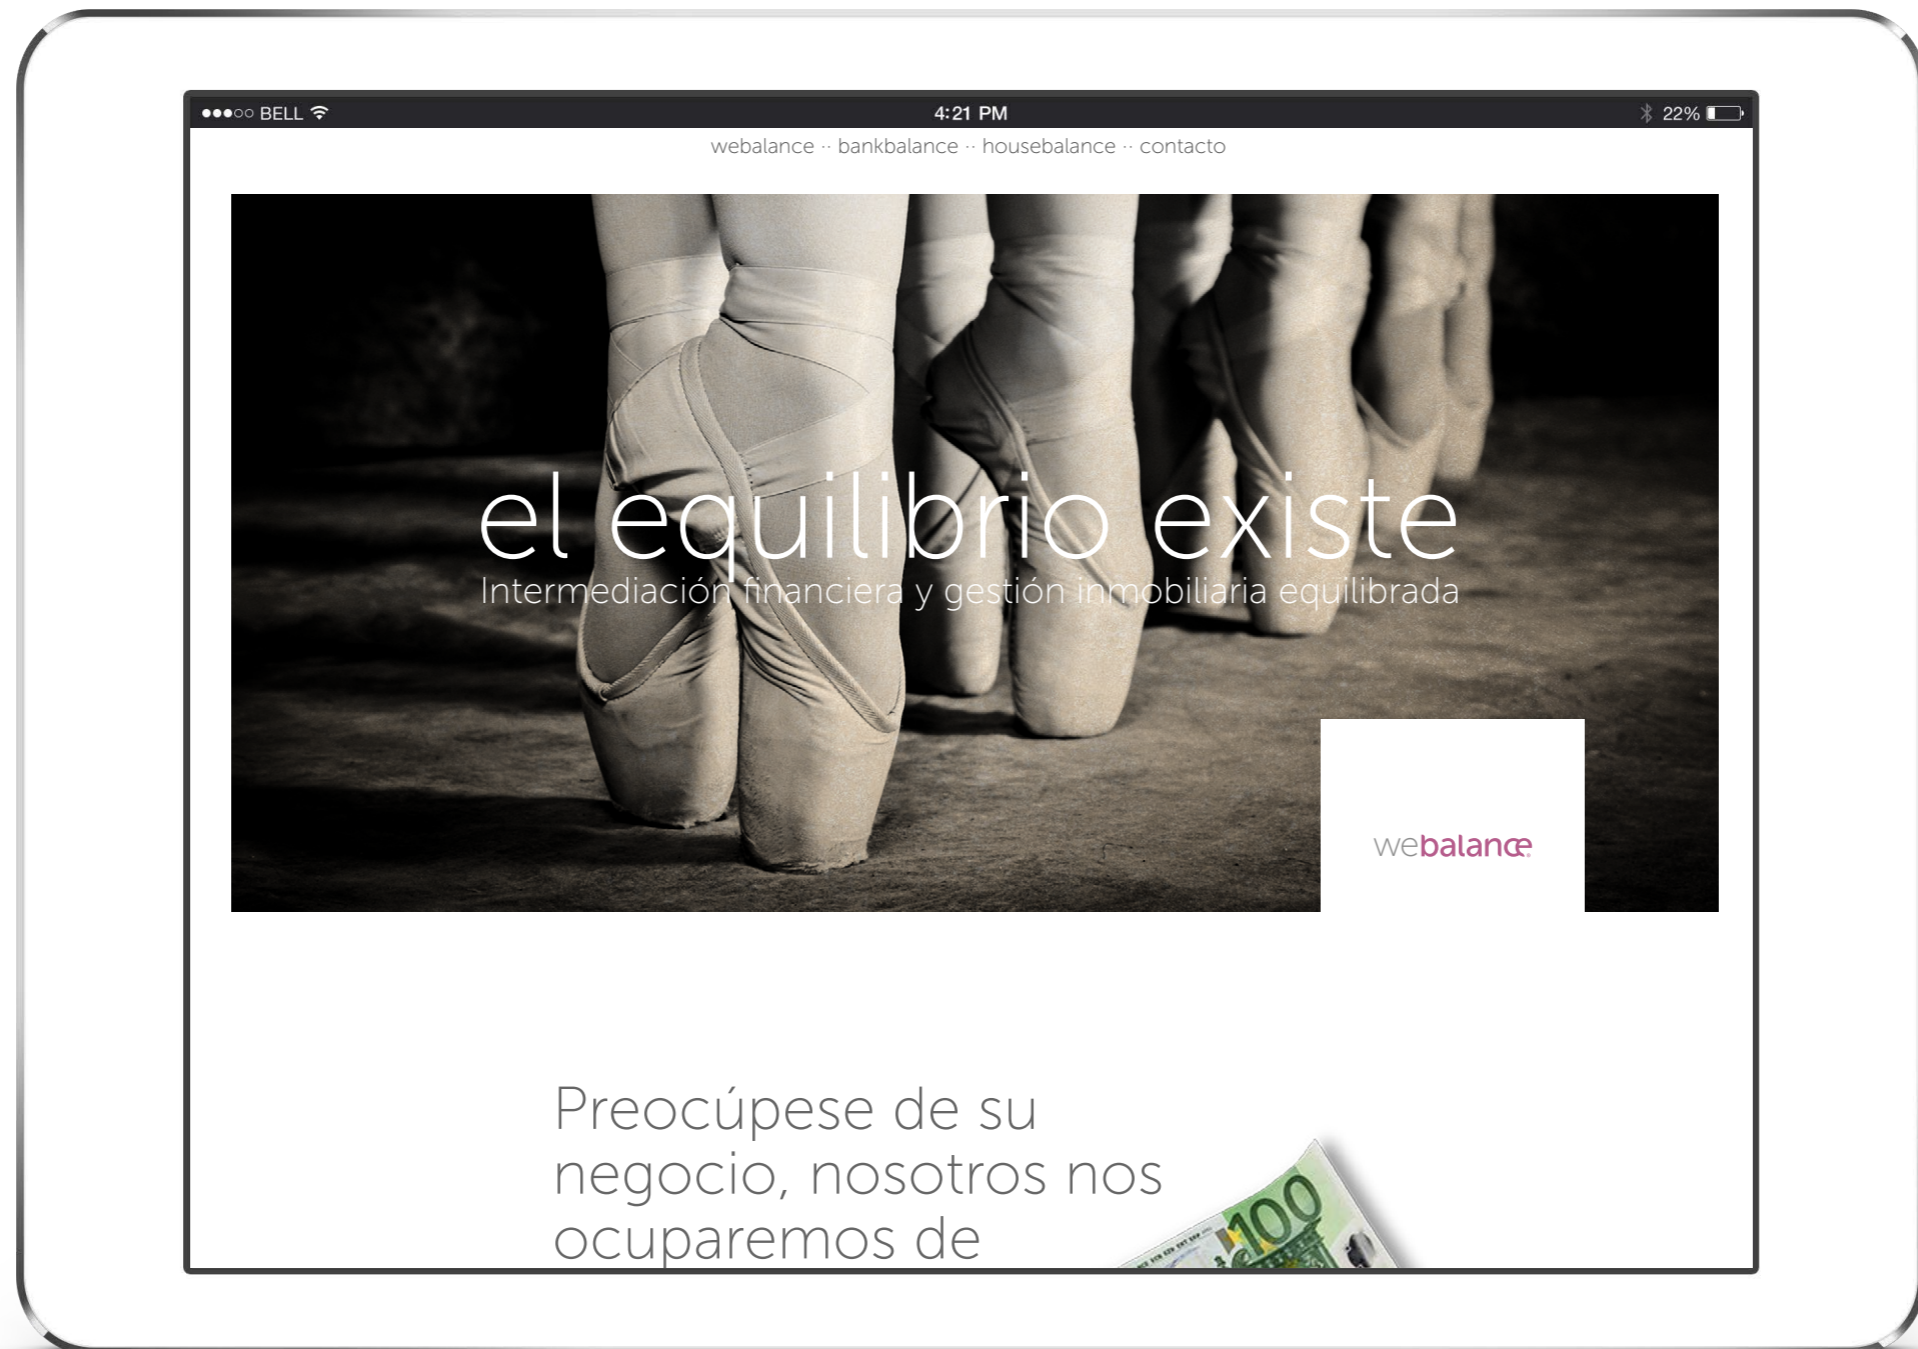 BELL
4:21 PM
22%
webalance ·· bankbalance ·· housebalance ·· contacto
el equilibrio existe
Intermediación financiera y gestión inmobiliaria equilibrada
webalance
Preocúpese de su
negocio, nosotros nos
ocuparemos de
100